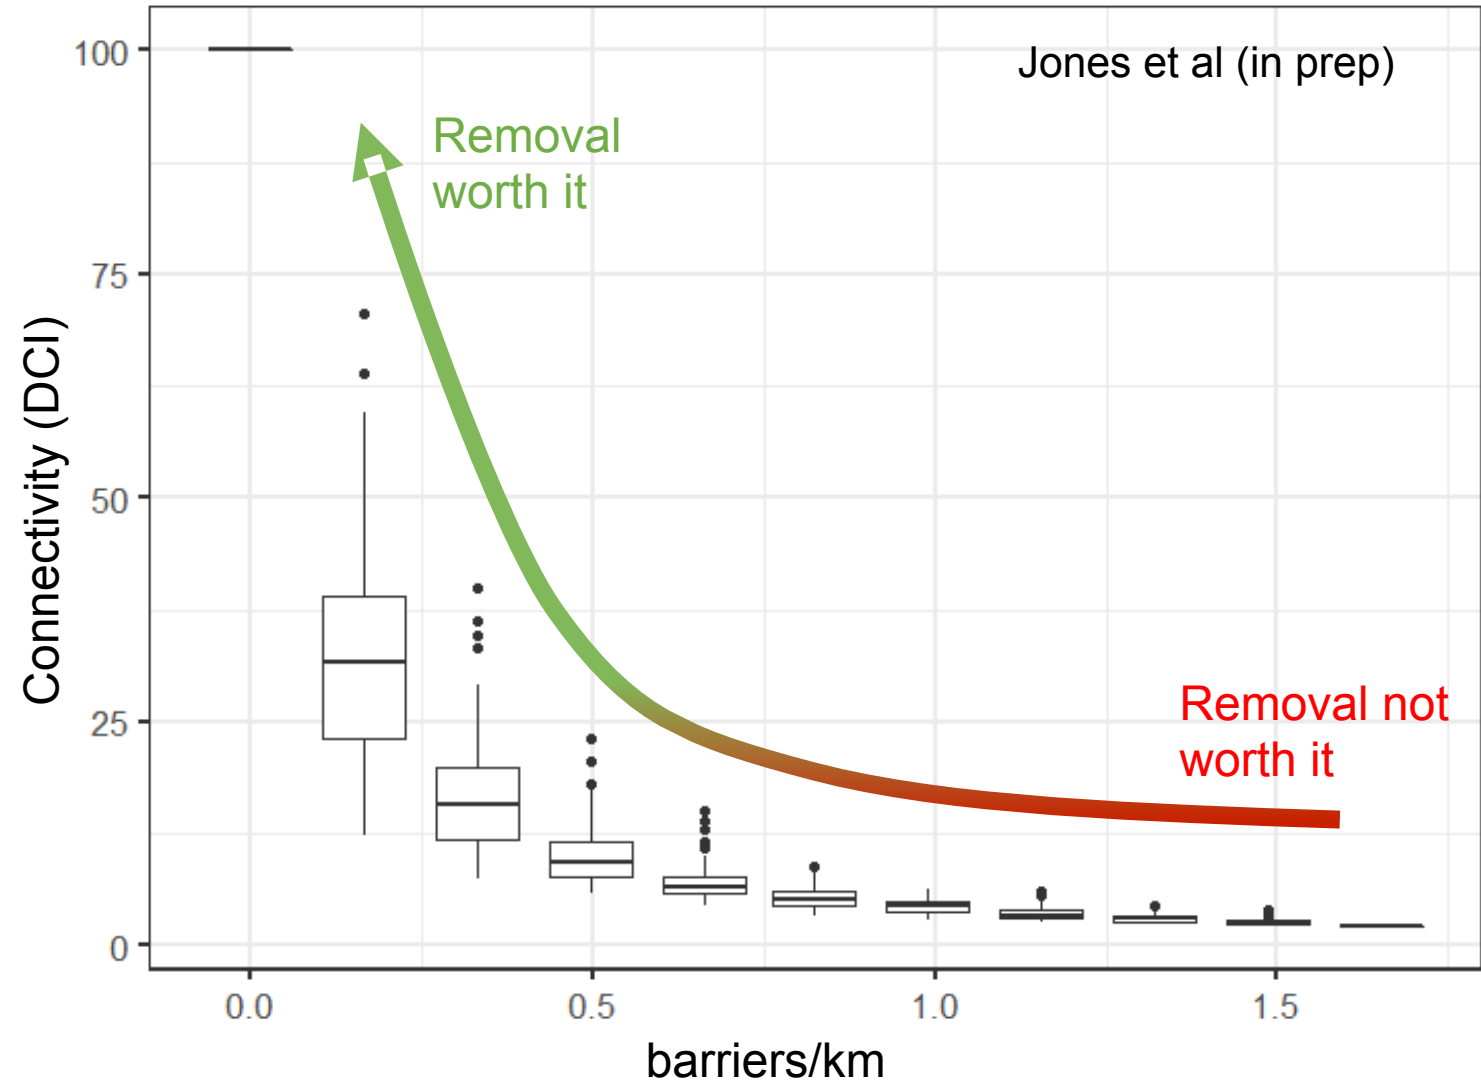 Jones et al (in prep)
Removal
worth it
Removal not
worth it
Connectivity (DCI)
100
75
50
25
0
0.0
0.5
1.0
1.5
barriers/km